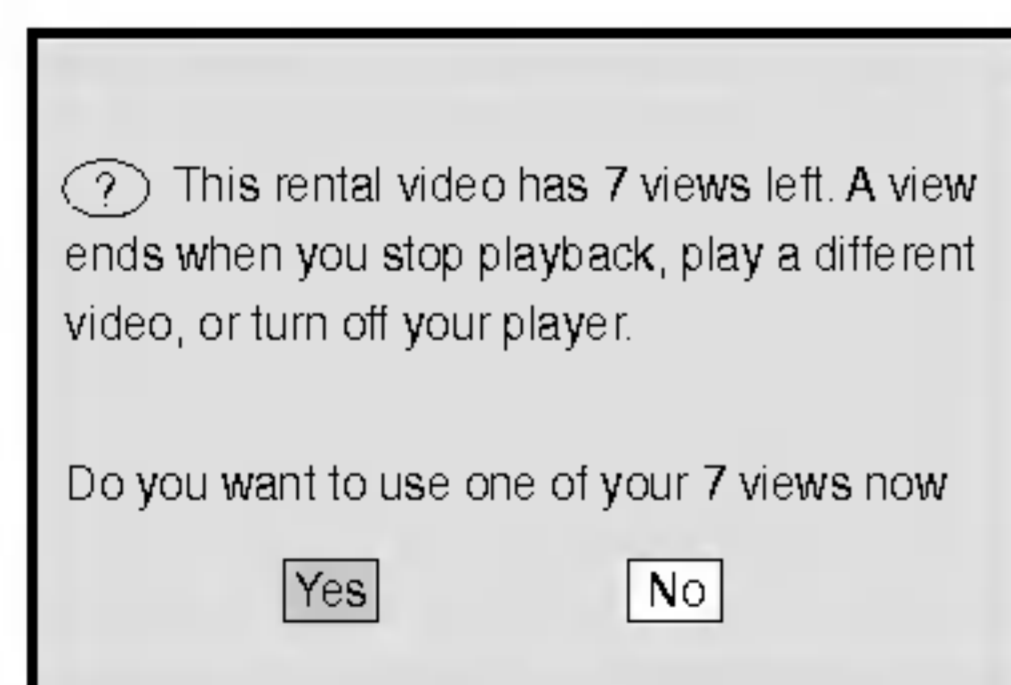 ? This rental video has 7 views left. A view
ends when you stop playback, play a different
video, or turn off your player.
Do you want to use one of your 7 views now
Yes No